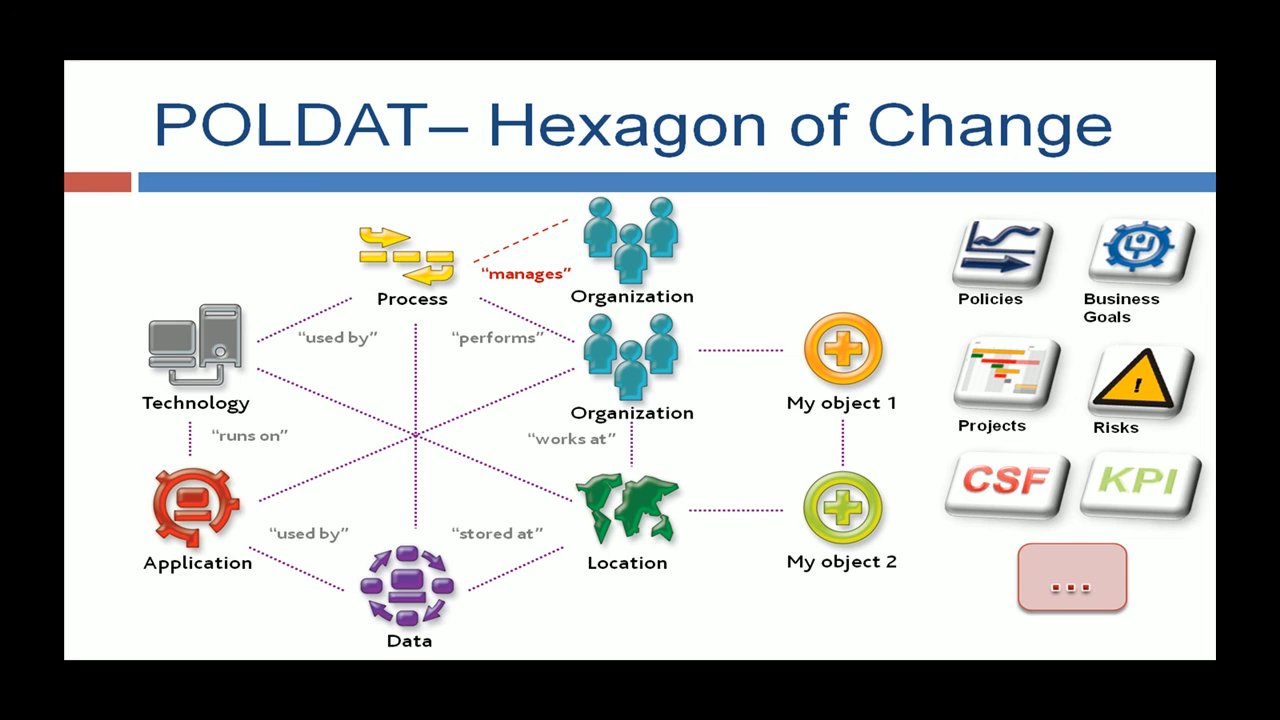 POLDAT– Hexagon of Change
Process
“manages”
Organization
Policies
Business
Goals
“used by”
“performs”
Technology
Organization
My object 1
Projects
Risks
“runs on”
“works at”
CSF
KPI
Application
“used by”
“stored at”
Location
My object 2
...
Data